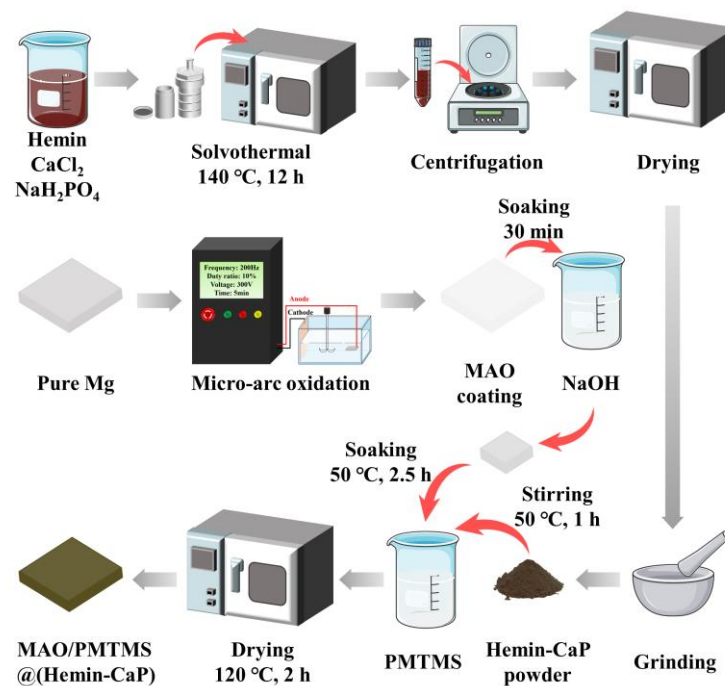 Hemin
CaCl₂
NaH₂PO₄
Solvothermal
140 °C, 12 h
Centrifugation
Drying
Soaking
30 min
Frequency: 200Hz
Duty ratio: 10%
Voltage: 300V
Time: 5min
Anode
Cathode
Pure Mg
Micro-arc oxidation
MAO
coating
NaOH
Soaking
50 °C, 2.5 h
Stirring
50 °C, 1 h
MAO/PMTMS
@(Hemin-CaP)
Drying
120 °C, 2 h
PMTMS
Hemin-CaP
powder
Grinding